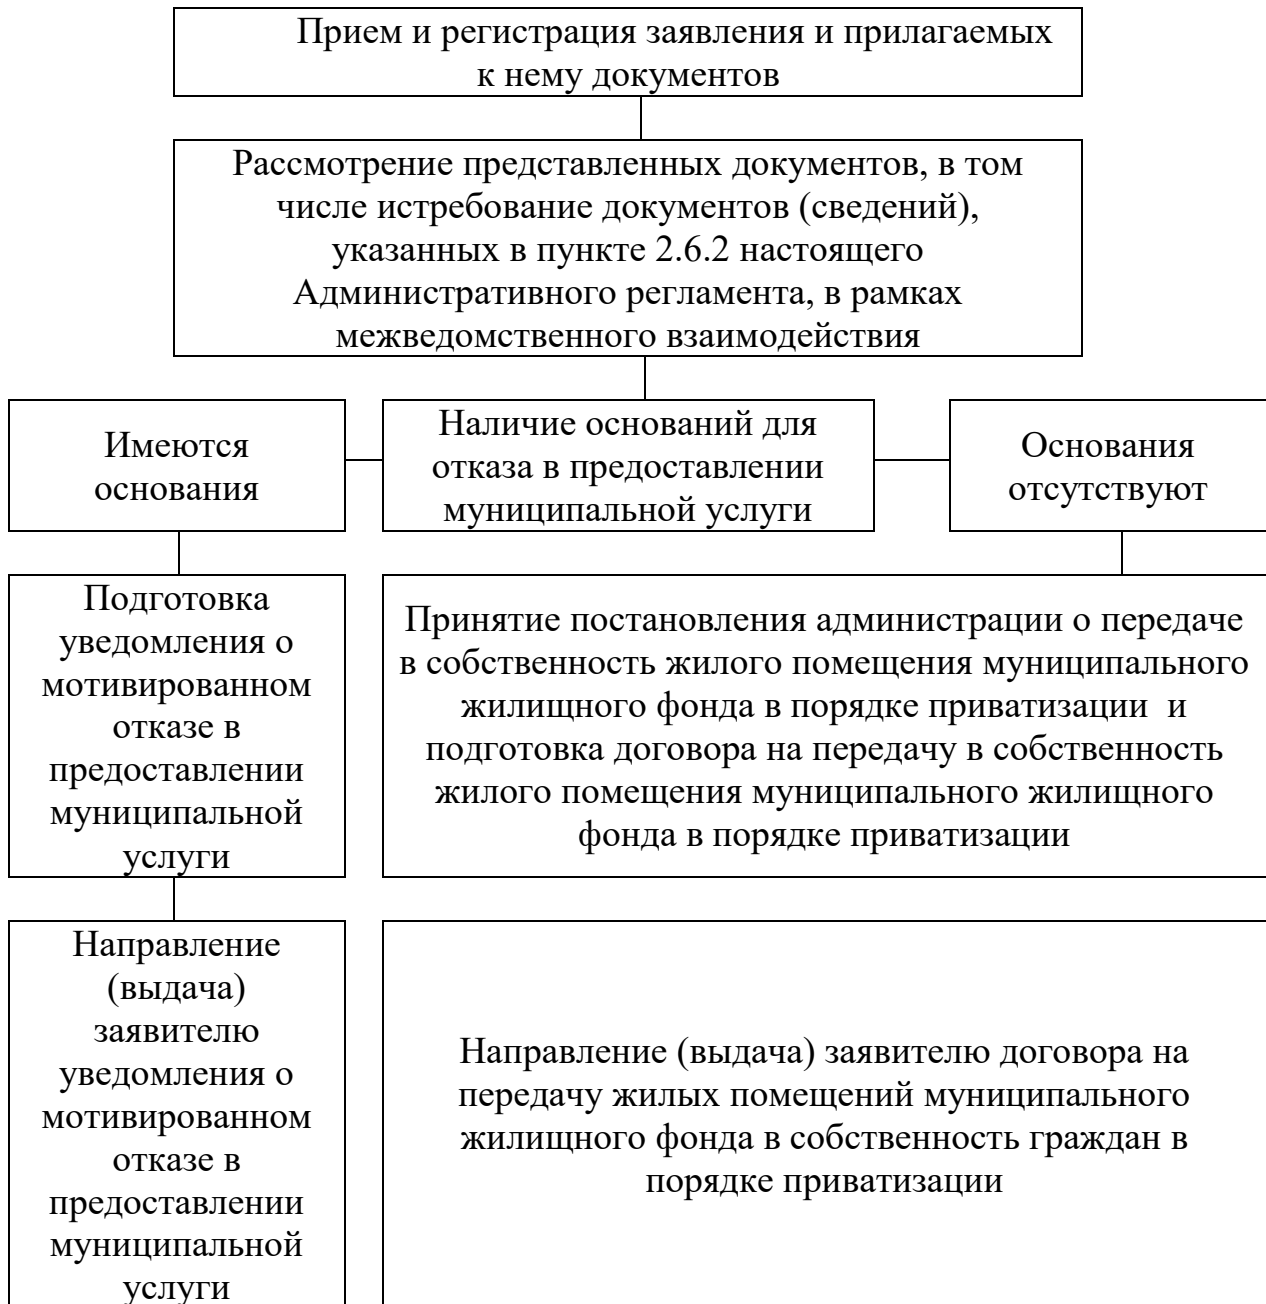 Прием и регистрация заявления и прилагаемых
к нему документов
Рассмотрение представленных документов, в том
числе истребование документов (сведений),
указанных в пункте 2.6.2 настоящего
Административного регламента, в рамках
межведомственного взаимодействия
Имеются
основания
Наличие оснований для
отказа в предоставлении
муниципальной услуги
Основания
отсутствуют
Подготовка
уведомления о
мотивированном
отказе в
предоставлении
муниципальной
услуги
Принятие постановления администрации о передаче
в собственность жилого помещения муниципального
жилищного фонда в порядке приватизации  и
подготовка договора на передачу в собственность
жилого помещения муниципального жилищного
фонда в порядке приватизации
Направление
(выдача)
заявителю
уведомления о
мотивированном
отказе в
предоставлении
муниципальной
услуги
Направление (выдача) заявителю договора на
передачу жилых помещений муниципального
жилищного фонда в собственность граждан в
порядке приватизации